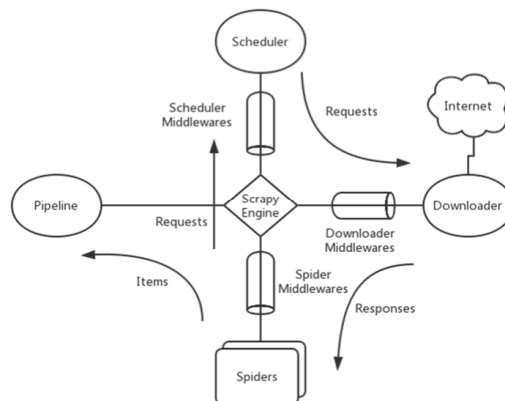 Scheduler
Scheduler
Middlewares
Requests
Internet
Pipeline
Requests
Scrapy
Engine
Downloader
Downloader
Middlewares
Items
Spider
Middlewares
Responses
Spiders